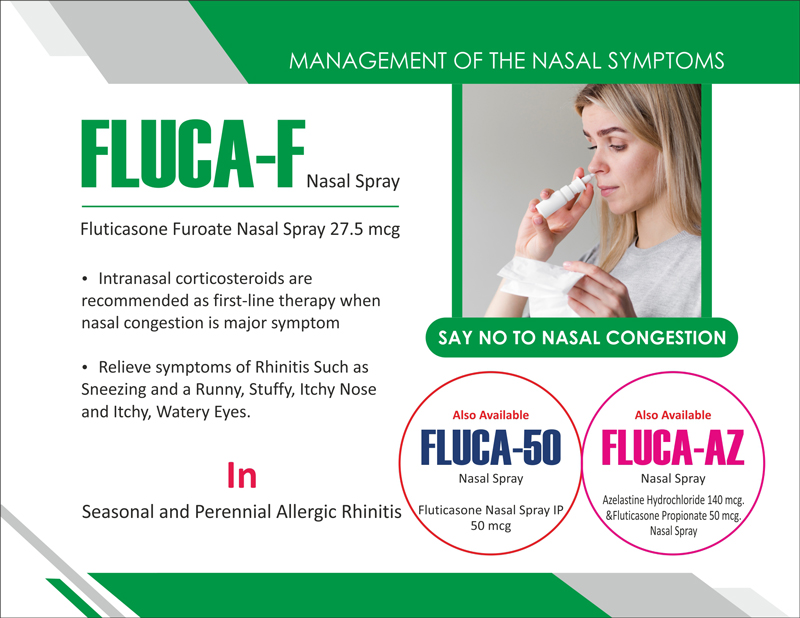 MANAGEMENT OF THE NASAL SYMPTOMS
FLUCA-F Nasal Spray
Fluticasone Furoate Nasal Spray 27.5 mcg
• Intranasal corticosteroids are
recommended as first-line therapy when
nasal congestion is major symptom
• Relieve symptoms of Rhinitis Such as
Sneezing and a Runny, Stuffy, Itchy Nose
and Itchy, Watery Eyes.
In
Seasonal and Perennial Allergic Rhinitis
SAY NO TO NASAL CONGESTION
Also Available
FLUCA-50
Nasal Spray
Fluticasone Nasal Spray IP
50 mcg
Also Available
FLUCA-AZ
Nasal Spray
Azelastine Hydrochloride 140 mcg.
&Fluticasone Propionate 50 mcg.
Nasal Spray